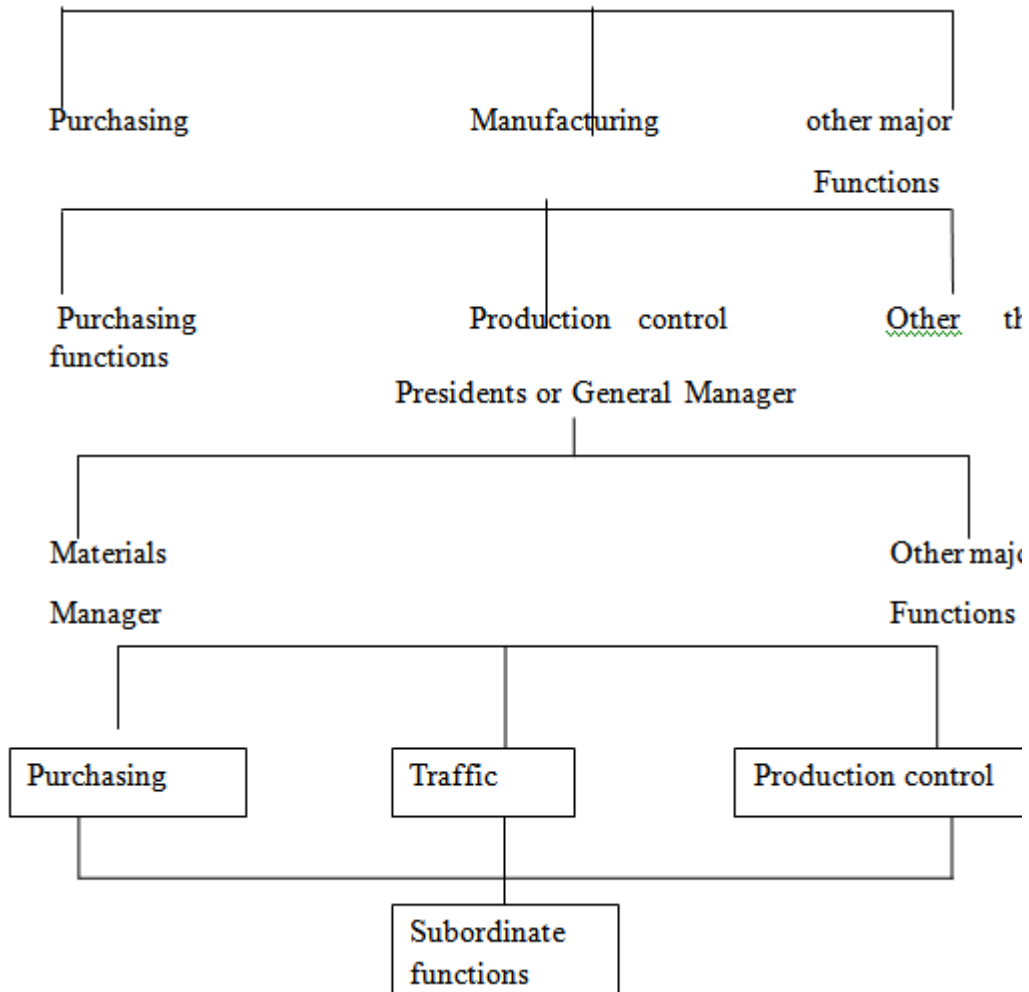 Purchasing Manufacturing other major
Functions
Purchasing Production control Other
functions
Presidents or General Manager
Materials Other
Manager Functions
Purchasing Traffic Production control
Subordinate
functions